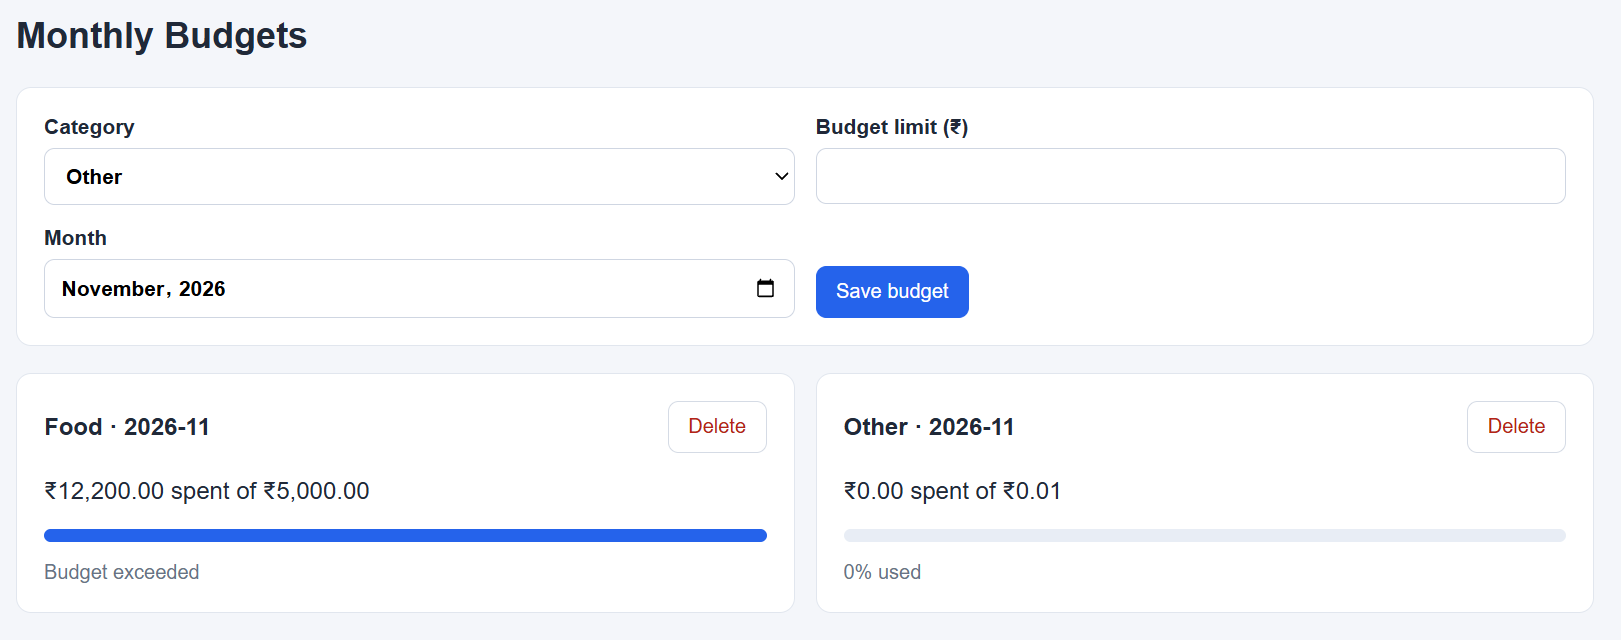 Monthly Budgets
Category
Budget limit (₹)
Other
Month
November, 2026
Save budget
Food · 2026-11
Delete
₹12,200.00 spent of ₹5,000.00
Budget exceeded
Other · 2026-11
Delete
₹0.00 spent of ₹0.01
0% used